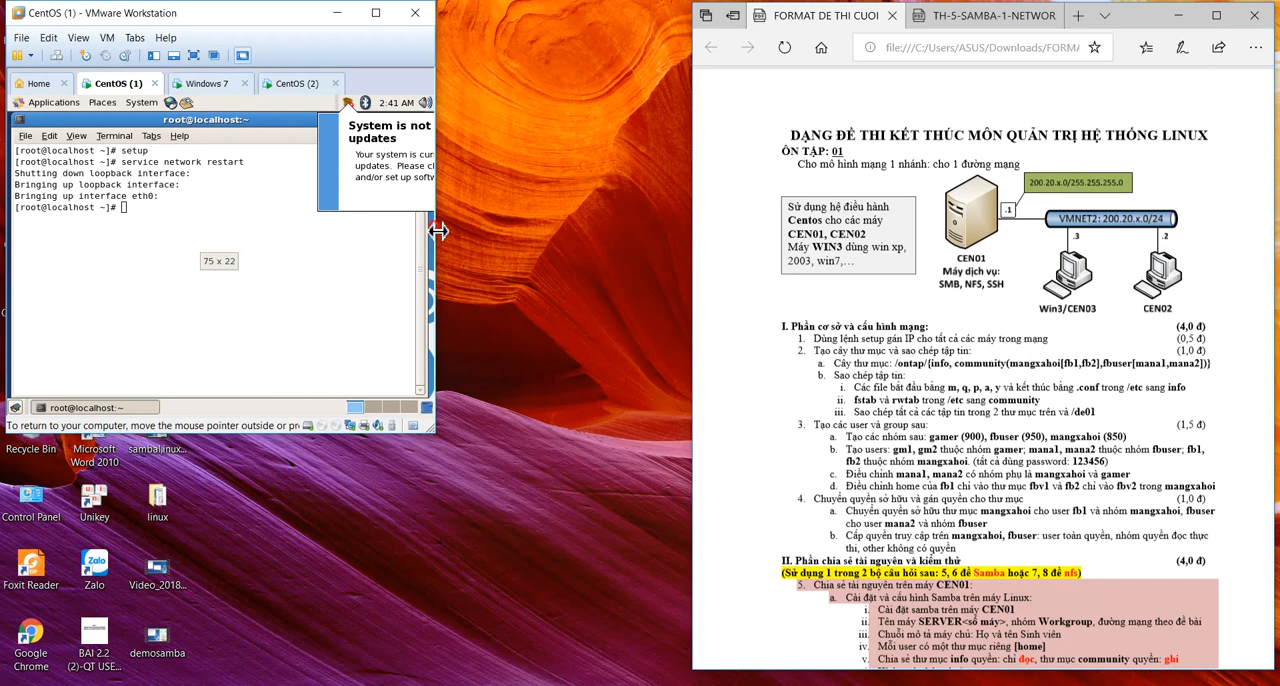 CentOS (1) - VMware Workstation
File Edit View VM Tabs Help
Home CentOS (1) Windows 7 CentOS (2)
Applications Places System 2:41 AM
root@localhost:~
File Edit View Terminal Tabs Help
[root@localhost ~]# setup
[root@localhost ~]# service network restart
Shutting down loopback interface:
Bringing up loopback interface:
Bringing up interface eth0:
[root@localhost ~]#
System is not
updates
Your system is cur
updates. Please cl
and/or set up softw
75 x 22
root@localhost:~
To return to your computer, move the mouse pointer outside or pre
Recycle Bin
Microsoft Word 2010
sambaLinux...
Control Panel
Unikey
linux
Foxit Reader
Zalo
Video_2018...
Google Chrome
BAI 2.2 (2)-QT USE...
demosamba
FORMAT DE THI CUOI
TH-5-SAMBA-1-NETWOR
file:///C:/Users/ASUS/Downloads/FORMA
DẠNG ĐỀ THI KẾT THÚC MÔN QUẢN TRỊ HỆ THỐNG LINUX
ÔN TẬP: 01
Cho mô hình mạng 1 nhánh: cho 1 đường mạng
Sử dụng hệ điều hành
Centos cho các máy
CEN01, CEN02
Máy WIN3 dùng win xp,
2003, win7,…
200.20.x.0/255.255.255.0
.1
VMNET2: 200.20.x.0/24
.3
.2
CEN01
Máy dịch vụ:
SMB, NFS, SSH
Win3/CEN03
CEN02
I. Phần cơ sở và cấu hình mạng: (4,0 đ)
1. Dùng lệnh setup gán IP cho tất cả các máy trong mạng (0,5 đ)
2. Tạo cây thư mục và sao chép tập tin: (1,0 đ)
a. Cây thư mục: /ontap/{info, community(mangxahoi[fb1,fb2],fbuser[mana1,mana2])}
b. Sao chép tập tin:
i. Các file bắt đầu bằng m, q, p, a, y và kết thúc bằng .conf trong /etc sang info
ii. fstab và rwtab trong /etc sang community
iii. Sao chép tất cả các tập tin trong 2 thư mục trên và /de01
3. Tạo các user và group sau: (1,5 đ)
a. Tạo các nhóm sau: gamer (900), fbuser (950), mangxahoi (850)
b. Tạo users: gm1, gm2 thuộc nhóm gamer; mana1, mana2 thuộc nhóm fbuser; fb1,
fb2 thuộc nhóm mangxahoi. (tất cả dùng password: 123456)
c. Điều chỉnh mana1, mana2 có nhóm phụ là mangxahoi và gamer
d. Điều chỉnh home của fb1 chỉ vào thư mục fbv1 và fb2 chỉ vào fbv2 trong mangxahoi
4. Chuyển quyền sở hữu và gán quyền cho thư mục (1,0 đ)
a. Chuyển quyền sở hữu thư mục mangxahoi cho user fb1 và nhóm mangxahoi, fbuser
cho user mana2 và nhóm fbuser
b. Cấp quyền truy cập trên mangxahoi, fbuser: user toàn quyền, nhóm quyền đọc thực
thi, other không có quyền
II. Phần chia sẻ tài nguyên và kiểm thử (4,0 đ)
(Sử dụng 1 trong 2 bộ câu hỏi sau: 5, 6 đề Samba hoặc 7, 8 đề nfs)
5. Chia sẻ tài nguyên trên máy CEN01:
a. Cài đặt và cấu hình Samba trên máy Linux:
i. Cài đặt samba trên máy CEN01
ii. Tên máy SERVER<số máy>, nhóm Workgroup, đường mạng theo đề bài
iii. Chuỗi mô tả máy chủ: Họ và tên Sinh viên
iv. Mỗi user có một thư mục riêng [home]
v. Chia sẻ thư mục info quyền: chỉ đọc, thư mục community quyền: ghi